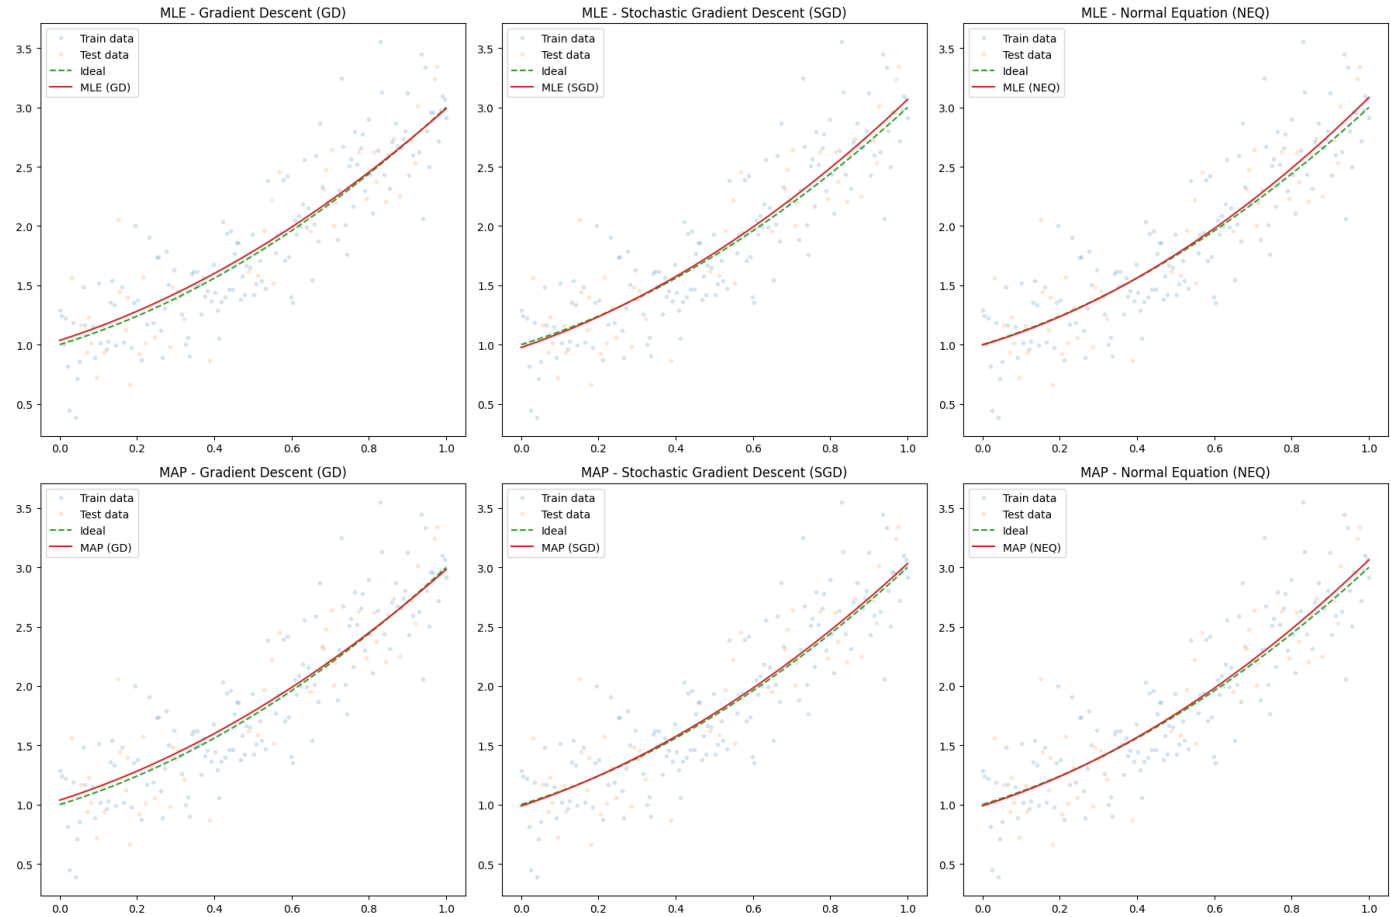 MLE - Gradient Descent (GD)
Train data
Test data
Ideal
MLE (GD)
3.5
3.0
2.5
2.0
1.5
1.0
0.5
0.0 0.2 0.4 0.6 0.8 1.0
MLE - Stochastic Gradient Descent (SGD)
Train data
Test data
Ideal
MLE (SGD)
3.5
3.0
2.5
2.0
1.5
1.0
0.5
0.0 0.2 0.4 0.6 0.8 1.0
MLE - Normal Equation (NEQ)
Train data
Test data
Ideal
MLE (NEQ)
3.5
3.0
2.5
2.0
1.5
1.0
0.5
0.0 0.2 0.4 0.6 0.8 1.0
MAP - Gradient Descent (GD)
Train data
Test data
Ideal
MAP (GD)
3.5
3.0
2.5
2.0
1.5
1.0
0.5
0.0 0.2 0.4 0.6 0.8 1.0
MAP - Stochastic Gradient Descent (SGD)
Train data
Test data
Ideal
MAP (SGD)
3.5
3.0
2.5
2.0
1.5
1.0
0.5
0.0 0.2 0.4 0.6 0.8 1.0
MAP - Normal Equation (NEQ)
Train data
Test data
Ideal
MAP (NEQ)
3.5
3.0
2.5
2.0
1.5
1.0
0.5
0.0 0.2 0.4 0.6 0.8 1.0